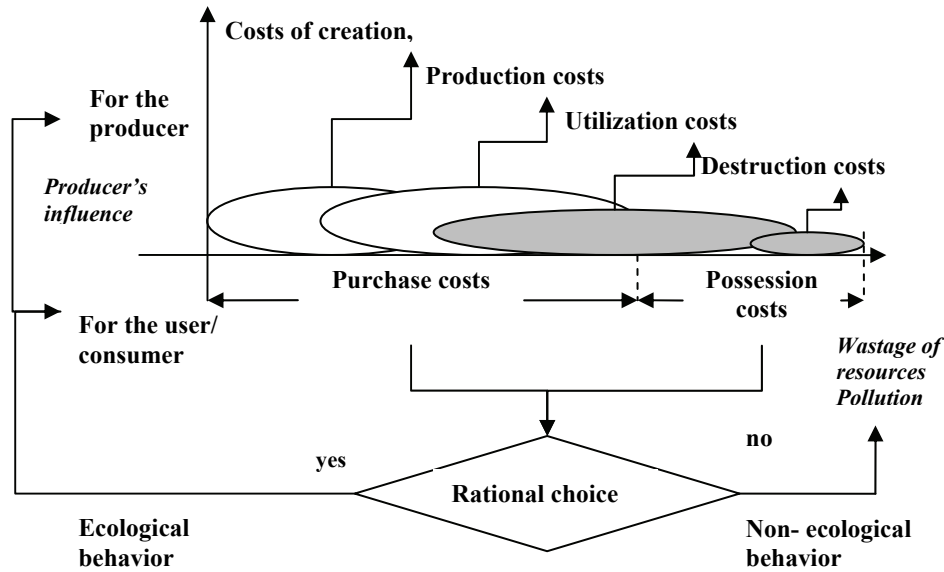 Costs of creation,
Production costs
For the
producer
Utilization costs
Destruction costs
Producer's
influence
Purchase costs
Possession
costs
For the user/
consumer
Wastage of
resources
Pollution
no
yes
Rational choice
Ecological
behavior
Non- ecological
behavior